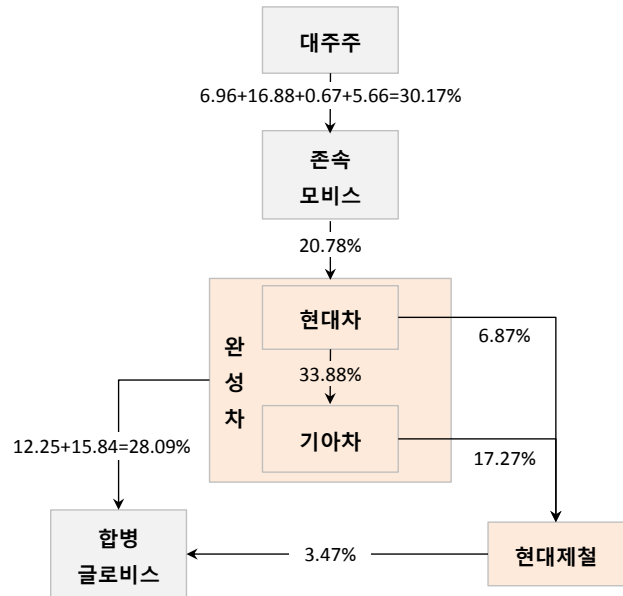 대주주
6.96+16.88+0.67+5.66=30.17%
존속
모비스
20.78%
현대차
완
성
차
6.87%
33.88%
기아차
12.25+15.84=28.09%
17.27%
합병
글로비스
3.47%
현대제철